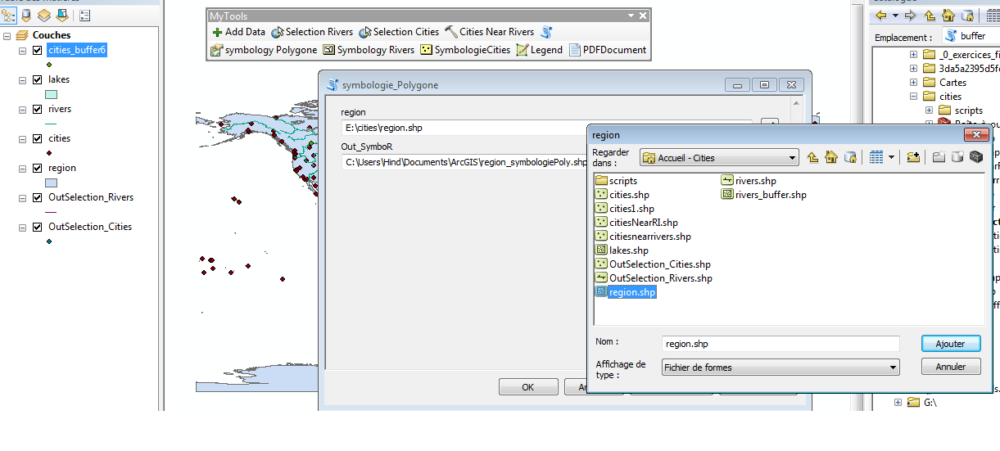 MyTools
Add Data Selection Rivers Selection Cities Cities Near Rivers
symbology Polygone Symbology Rivers SymbologieCities Legend PDFDocument
Couches
cities_buffer6
lakes
rivers
cities
region
OutSelection_Rivers
OutSelection_Cities
symbologie_Polygone
region
E:\cities\region.shp
Out_SymboR
C:\Users\Hind\Documents\ArcGIS\region_symbologiePoly.shp
OK
region
Regarder
dans :
Accueil - Cities
scripts
cities.shp
cities1.shp
citiesNearRI.shp
citiesnearrivers.shp
lakes.shp
OutSelection_Cities.shp
OutSelection_Rivers.shp
region.shp
rivers.shp
rivers_buffer.shp
Nom :
region.shp
Ajouter
Affichage de
type :
Fichier de formes
Annuler
Emplacement :
buffer
_0_exercices_fi
3da5a2395d5f
Cartes
cities
scripts
G:\